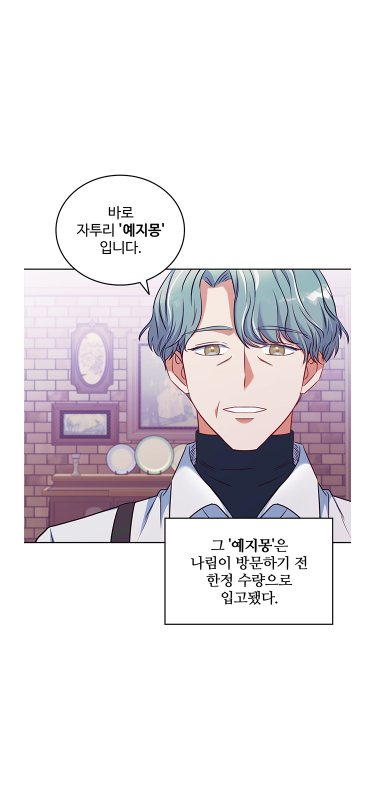 바로
자투리 '예지몽'
입니다.
그 '예지몽'은
나림이 방문하기 전
한정 수량으로
입고됐다.